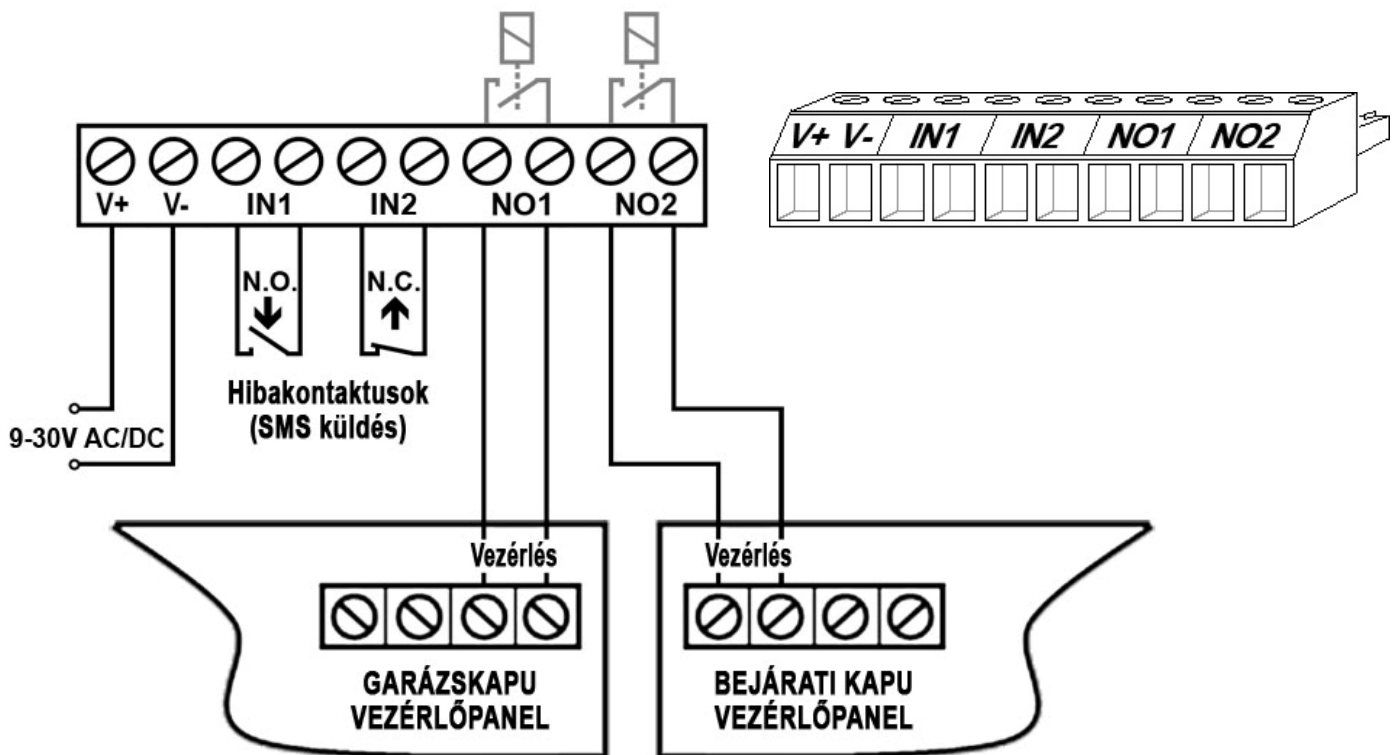 V+ V- IN1 IN2 NO1 NO2
V+ V- IN1 IN2 NO1 NO2
N.O. N.C.
Hibakontaktusok
(SMS küldés)
9-30V AC/DC
Vezérlés
Vezérlés
GARÁZSKAPU
VEZÉRLŐPANEL
BEJÁRATI KAPU
VEZÉRLŐPANEL